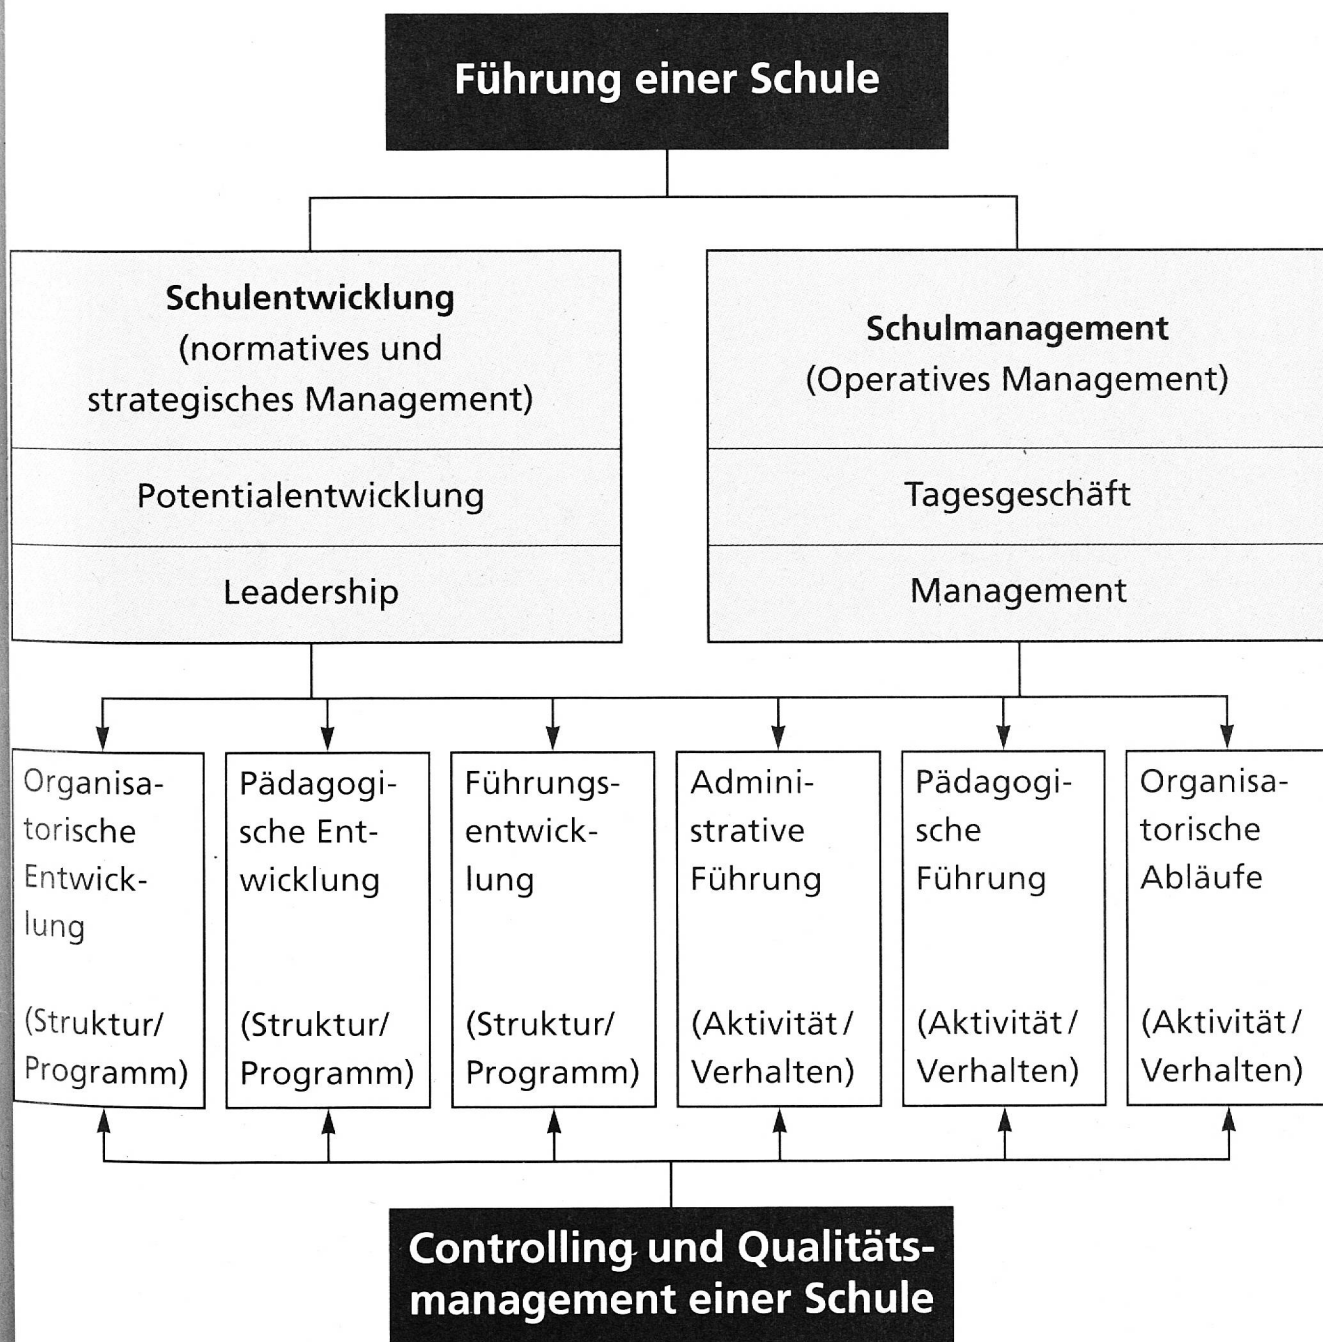 Führung einer Schule
Schulentwicklung
(normatives und
strategisches Management)
Potentialentwicklung
Leadership
Schulmanagement
(Operatives Management)
Tagesgeschäft
Management
Organisa-
torische
Entwick-
lung
(Struktur/
Programm)
Pädagogi-
sche Ent-
wicklung
(Struktur/
Programm)
Führungs-
entwick-
lung
(Struktur/
Programm)
Admini-
strative
Führung
(Aktivität/
Verhalten)
Pädagogi-
sche
Führung
(Aktivität/
Verhalten)
Organisa-
torische
Abläufe
(Aktivität/
Verhalten)
Controlling und Qualitäts-
management einer Schule